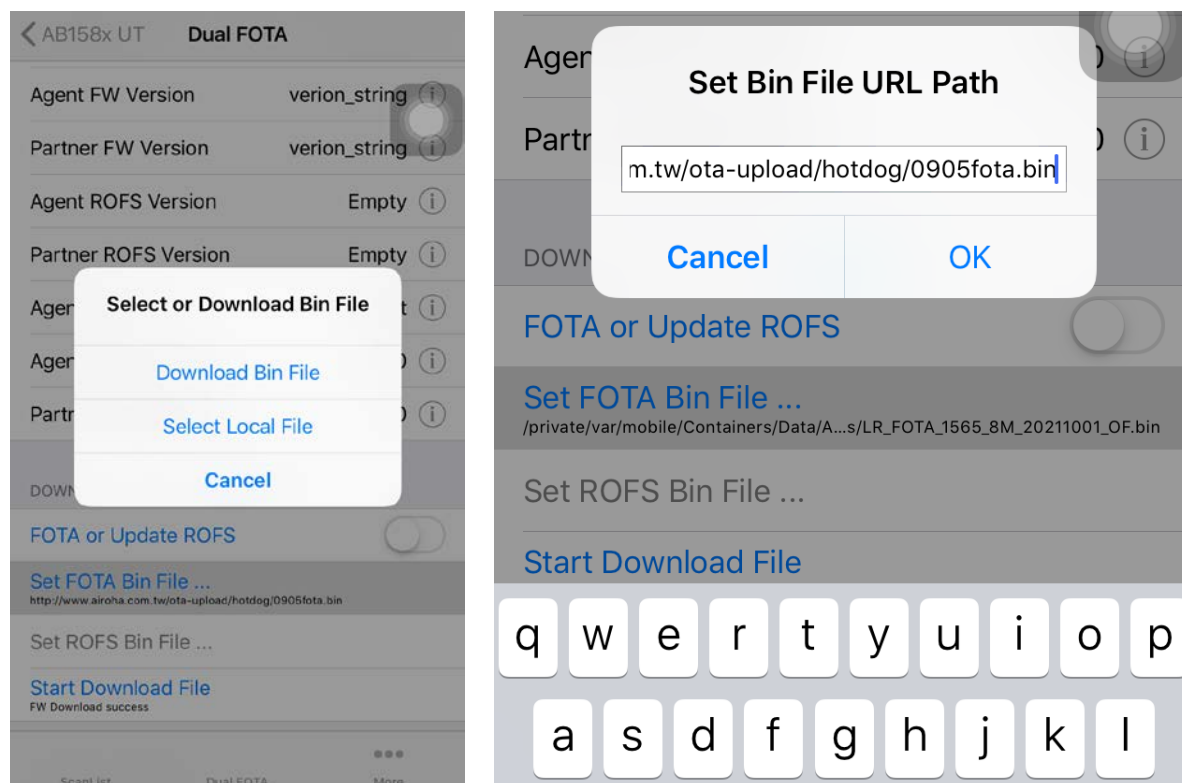 AB158x UT
Dual FOTA
Agent FW Version verion_string
Partner FW Version verion_string
Agent ROFS Version Empty
Partner ROFS Version Empty
Select or Download Bin File
Download Bin File
Select Local File
Cancel
FOTA or Update ROFS
Set FOTA Bin File ...
http://www.airoha.com.tw/ota-upload/hotdog/0905fota.bin
Set ROFS Bin File ...
Start Download File
FW Download success
ScanList Dual FOTA More
Set Bin File URL Path
m.tw/ota-upload/hotdog/0905fota.bin
Cancel OK
FOTA or Update ROFS
Set FOTA Bin File ...
/private/var/mobile/Containers/Data/A...s/LR_FOTA_1565_8M_20211001_OF.bin
Set ROFS Bin File ...
Start Download File
q w e r t y u i o p
a s d f g h j k l